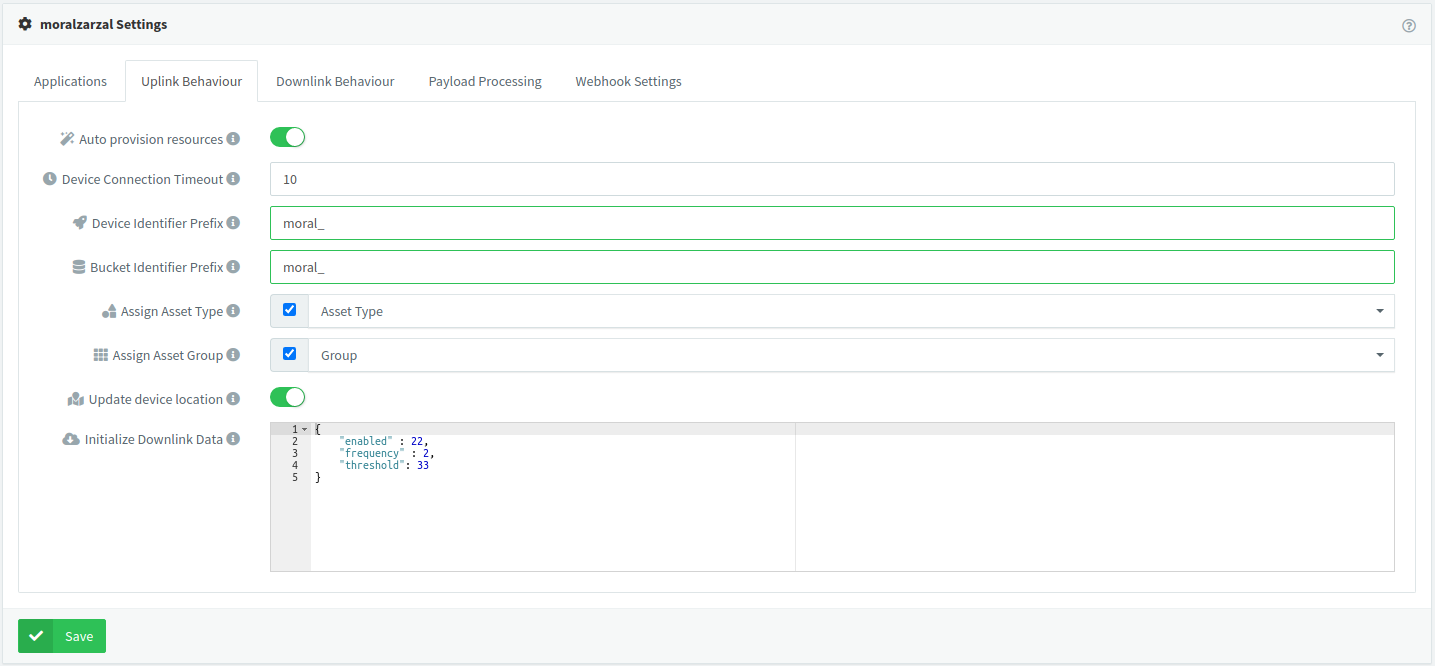 moralzarzal Settings
Applications
Uplink Behaviour
Downlink Behaviour
Payload Processing
Webhook Settings
Auto provision resources
Device Connection Timeout
10
Device Identifier Prefix
moral_
Bucket Identifier Prefix
moral_
Assign Asset Type
Asset Type
Assign Asset Group
Group
Update device location
Initialize Downlink Data
1 {
2 "enabled" : 22,
3 "frequency" : 2,
4 "threshold": 33
5 }
Save